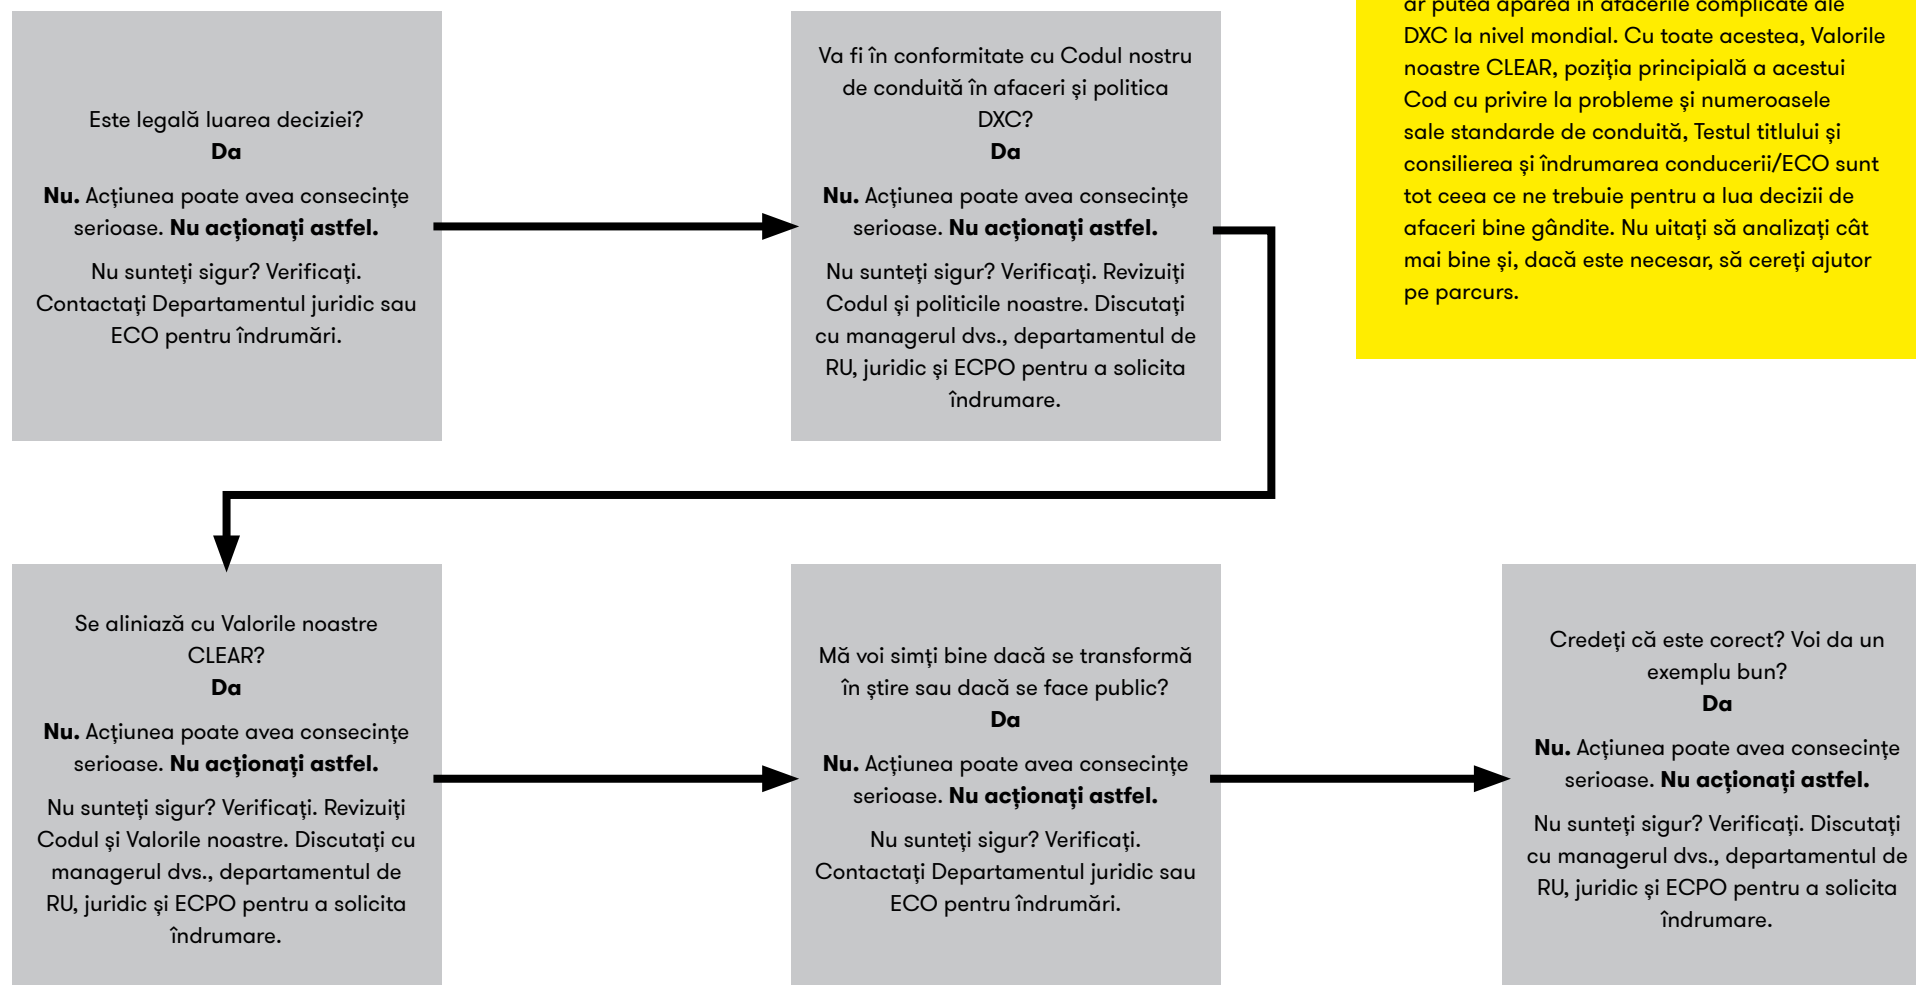 Este legală luarea deciziei?
Da
Nu. Acțiunea poate avea consecințe
serioase. Nu acționați astfel.
Nu sunteți sigur? Verificați.
Contactați Departamentul juridic sau
ECO pentru îndrumări.
Va fi în conformitate cu Codul nostru
de conduită în afaceri și politica
DXC?
Da
Nu. Acțiunea poate avea consecințe
serioase. Nu acționați astfel.
Nu sunteți sigur? Verificați. Revizuiți
Codul și politicile noastre. Discutați
cu managerul dvs., departamentul de
RU, juridic și ECPO pentru a solicita
îndrumare.
ar putea apărea în afacerile complicate ale
DXC la nivel mondial. Cu toate acestea, Valorile
noastre CLEAR, poziția principială a acestui
Cod cu privire la probleme și numeroasele
sale standarde de conduită, Testul titlului și
consilierea și îndrumarea conducerii/ECO sunt
tot ceea ce ne trebuie pentru a lua decizii de
afaceri bine gândite. Nu uitați să analizați cât
mai bine și, dacă este necesar, să cereți ajutor
pe parcurs.
Se aliniază cu Valorile noastre
CLEAR?
Da
Nu. Acțiunea poate avea consecințe
serioase. Nu acționați astfel.
Nu sunteți sigur? Verificați. Revizuiți
Codul și Valorile noastre. Discutați cu
managerul dvs., departamentul de
RU, juridic și ECPO pentru a solicita
îndrumare.
Mă voi simți bine dacă se transformă
în știre sau dacă se face public?
Da
Nu. Acțiunea poate avea consecințe
serioase. Nu acționați astfel.
Nu sunteți sigur? Verificați.
Contactați Departamentul juridic sau
ECO pentru îndrumări.
Credeți că este corect? Voi da un
exemplu bun?
Da
Nu. Acțiunea poate avea consecințe
serioase. Nu acționați astfel.
Nu sunteți sigur? Verificați. Discutați
cu managerul dvs., departamentul de
RU, juridic și ECPO pentru a solicita
îndrumare.